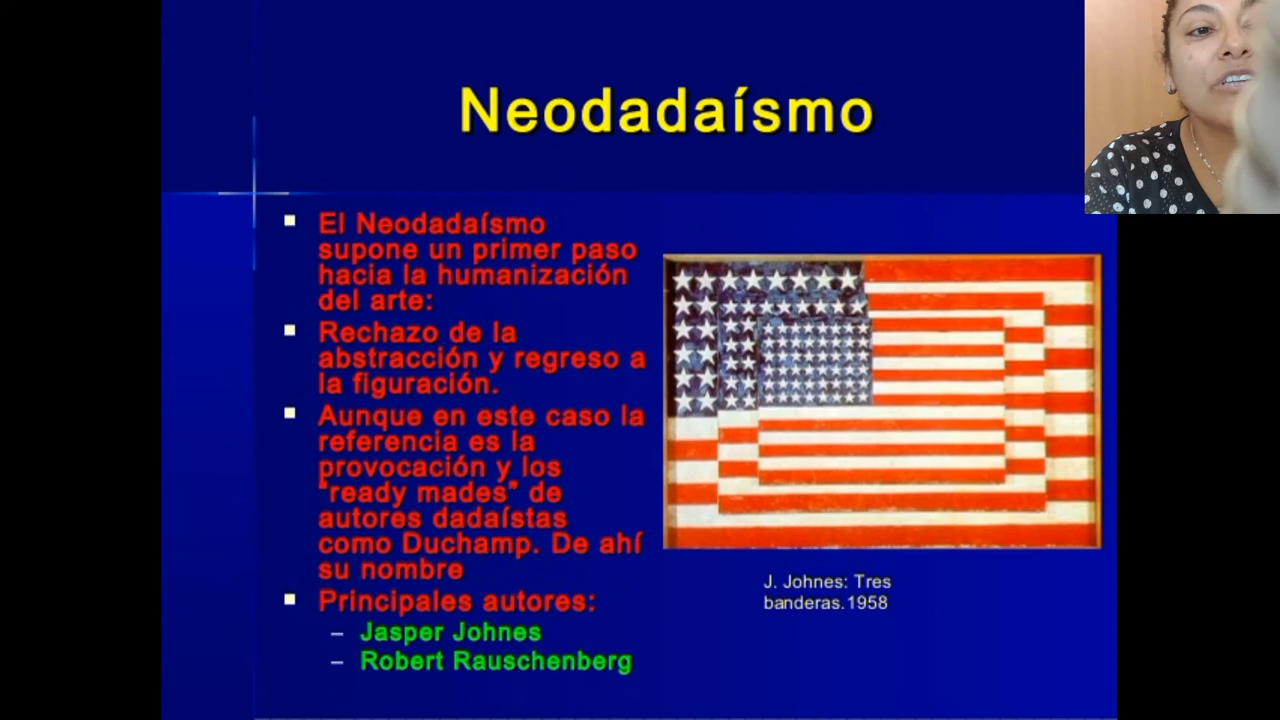 Neodadaísmo
El Neodadaísmo
supone un primer paso
hacia la humanización
del arte:
Rechazo de la
abstracción y regreso a
la figuración.
Aunque en este caso la
referencia es la
provocación y los
"ready mades" de
autores dadaístas
como Duchamp. De ahí
su nombre
Principales autores:
– Jasper Johnes
– Robert Rauschenberg
J. Johnes: Tres
banderas.1958